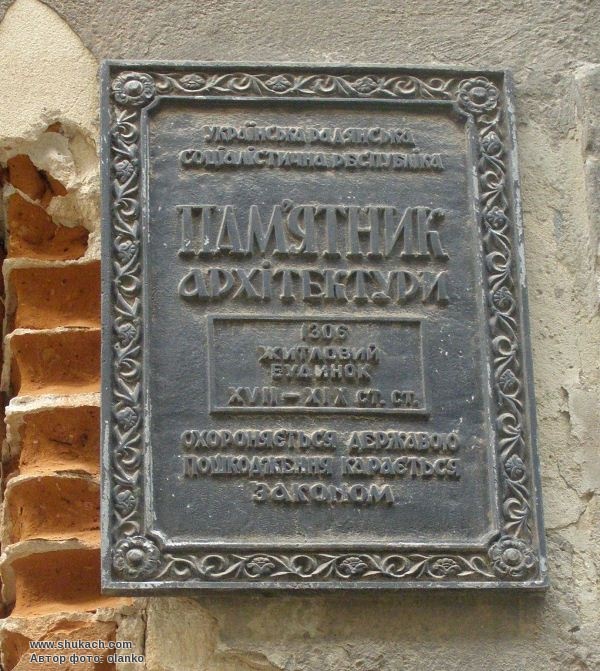 УКРАЇНСЬКА РАДЯНСЬКА
СОЦІАЛІСТИЧНА РЕСПУБЛІКА
ПАМ'ЯТНИК
АРХІТЕКТУРИ
1306
ЖИТЛОВИЙ
БУДИНОК
XVIII – XIX СТ. СТ.
ОХОРОНЯЄТЬСЯ ДЕРЖАВОЮ
ПОШКОДЖЕННЯ КАРАЄТЬСЯ
ЗАКОНОМ
www.shukach.com
Автор фото: olanko